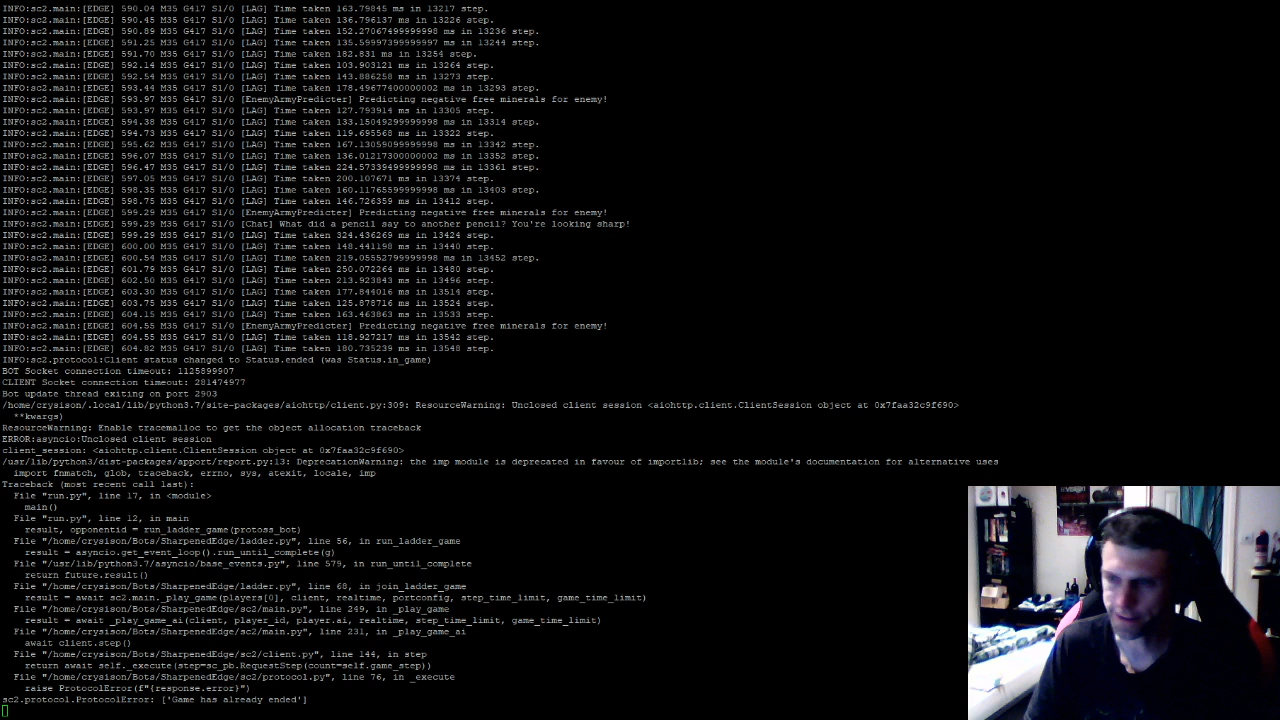 INFO:sc2.main:[EDGE] 590.04 M35 G417 S1/0 [LAG] Time taken 163.79845 ms in 13217 step.
INFO:sc2.main:[EDGE] 590.45 M35 G417 S1/0 [LAG] Time taken 136.796137 ms in 13226 step.
INFO:sc2.main:[EDGE] 590.89 M35 G417 S1/0 [LAG] Time taken 152.27067499999998 ms in 13236 step.
INFO:sc2.main:[EDGE] 591.25 M35 G417 S1/0 [LAG] Time taken 135.59997399999997 ms in 13244 step.
INFO:sc2.main:[EDGE] 591.70 M35 G417 S1/0 [LAG] Time taken 182.831 ms in 13254 step.
INFO:sc2.main:[EDGE] 592.14 M35 G417 S1/0 [LAG] Time taken 103.903121 ms in 13264 step.
INFO:sc2.main:[EDGE] 592.54 M35 G417 S1/0 [LAG] Time taken 143.886258 ms in 13273 step.
INFO:sc2.main:[EDGE] 593.44 M35 G417 S1/0 [LAG] Time taken 178.49677400000002 ms in 13293 step.
INFO:sc2.main:[EDGE] 593.97 M35 G417 S1/0 [EnemyArmyPredicter] Predicting negative free minerals for enemy!
INFO:sc2.main:[EDGE] 593.97 M35 G417 S1/0 [LAG] Time taken 127.793914 ms in 13305 step.
INFO:sc2.main:[EDGE] 594.38 M35 G417 S1/0 [LAG] Time taken 133.15049299999998 ms in 13314 step.
INFO:sc2.main:[EDGE] 594.73 M35 G417 S1/0 [LAG] Time taken 119.695568 ms in 13322 step.
INFO:sc2.main:[EDGE] 595.62 M35 G417 S1/0 [LAG] Time taken 167.13059099999998 ms in 13342 step.
INFO:sc2.main:[EDGE] 596.07 M35 G417 S1/0 [LAG] Time taken 136.01217300000002 ms in 13352 step.
INFO:sc2.main:[EDGE] 596.47 M35 G417 S1/0 [LAG] Time taken 224.57339499999998 ms in 13361 step.
INFO:sc2.main:[EDGE] 597.05 M35 G417 S1/0 [LAG] Time taken 200.107671 ms in 13374 step.
INFO:sc2.main:[EDGE] 598.35 M35 G417 S1/0 [LAG] Time taken 160.11765599999998 ms in 13403 step.
INFO:sc2.main:[EDGE] 598.75 M35 G417 S1/0 [LAG] Time taken 146.726359 ms in 13412 step.
INFO:sc2.main:[EDGE] 599.29 M35 G417 S1/0 [EnemyArmyPredicter] Predicting negative free minerals for enemy!
INFO:sc2.main:[EDGE] 599.29 M35 G417 S1/0 [Chat] What did a pencil say to another pencil? You're looking sharp!
INFO:sc2.main:[EDGE] 599.29 M35 G417 S1/0 [LAG] Time taken 324.436269 ms in 13424 step.
INFO:sc2.main:[EDGE] 600.00 M35 G417 S1/0 [LAG] Time taken 148.441198 ms in 13440 step.
INFO:sc2.main:[EDGE] 600.54 M35 G417 S1/0 [LAG] Time taken 219.05552799999998 ms in 13452 step.
INFO:sc2.main:[EDGE] 601.79 M35 G417 S1/0 [LAG] Time taken 250.072264 ms in 13480 step.
INFO:sc2.main:[EDGE] 602.50 M35 G417 S1/0 [LAG] Time taken 213.923843 ms in 13496 step.
INFO:sc2.main:[EDGE] 603.30 M35 G417 S1/0 [LAG] Time taken 177.844016 ms in 13514 step.
INFO:sc2.main:[EDGE] 603.75 M35 G417 S1/0 [LAG] Time taken 125.878716 ms in 13524 step.
INFO:sc2.main:[EDGE] 604.15 M35 G417 S1/0 [LAG] Time taken 163.463863 ms in 13533 step.
INFO:sc2.main:[EDGE] 604.55 M35 G417 S1/0 [EnemyArmyPredicter] Predicting negative free minerals for enemy!
INFO:sc2.main:[EDGE] 604.55 M35 G417 S1/0 [LAG] Time taken 118.927217 ms in 13542 step.
INFO:sc2.main:[EDGE] 604.82 M35 G417 S1/0 [LAG] Time taken 180.735239 ms in 13548 step.
INFO:sc2.protocol:Client status changed to Status.ended (was Status.in_game)
BOT Socket connection timeout: 1125899907
CLIENT Socket connection timeout: 281474977
Bot update thread exiting on port 2903
/home/crysison/.local/lib/python3.7/site-packages/aiohttp/client.py:309: ResourceWarning: Unclosed client session <aiohttp.client.ClientSession object at 0x7faa32c9f690>
  **kwargs)
ResourceWarning: Enable tracemalloc to get the object allocation traceback
ERROR:asyncio:Unclosed client session
client_session: <aiohttp.client.ClientSession object at 0x7faa32c9f690>
/usr/lib/python3/dist-packages/apport/report.py:13: DeprecationWarning: the imp module is deprecated in favour of importlib; see the module's documentation for alternative uses
  import fnmatch, glob, traceback, errno, sys, atexit, locale, imp
Traceback (most recent call last):
  File "run.py", line 17, in <module>
    main()
  File "run.py", line 12, in main
    result, opponentid = run_ladder_game(protoss_bot)
  File "/home/crysison/Bots/SharpenedEdge/ladder.py", line 56, in run_ladder_game
    result = asyncio.get_event_loop().run_until_complete(g)
  File "/usr/lib/python3.7/asyncio/base_events.py", line 579, in run_until_complete
    return future.result()
  File "/home/crysison/Bots/SharpenedEdge/ladder.py", line 68, in join_ladder_game
    result = await sc2.main._play_game(players[0], client, realtime, portconfig, step_time_limit, game_time_limit)
  File "/home/crysison/Bots/SharpenedEdge/sc2/main.py", line 249, in _play_game
    result = await _play_game_ai(client, player_id, player.ai, realtime, step_time_limit, game_time_limit)
  File "/home/crysison/Bots/SharpenedEdge/sc2/main.py", line 231, in _play_game_ai
    await client.step()
  File "/home/crysison/Bots/SharpenedEdge/sc2/client.py", line 144, in step
    return await self._execute(step=sc_pb.RequestStep(count=self.game_step))
  File "/home/crysison/Bots/SharpenedEdge/sc2/protocol.py", line 76, in _execute
    raise ProtocolError(f"{response.error}")
sc2.protocol.ProtocolError: ['Game has already ended']